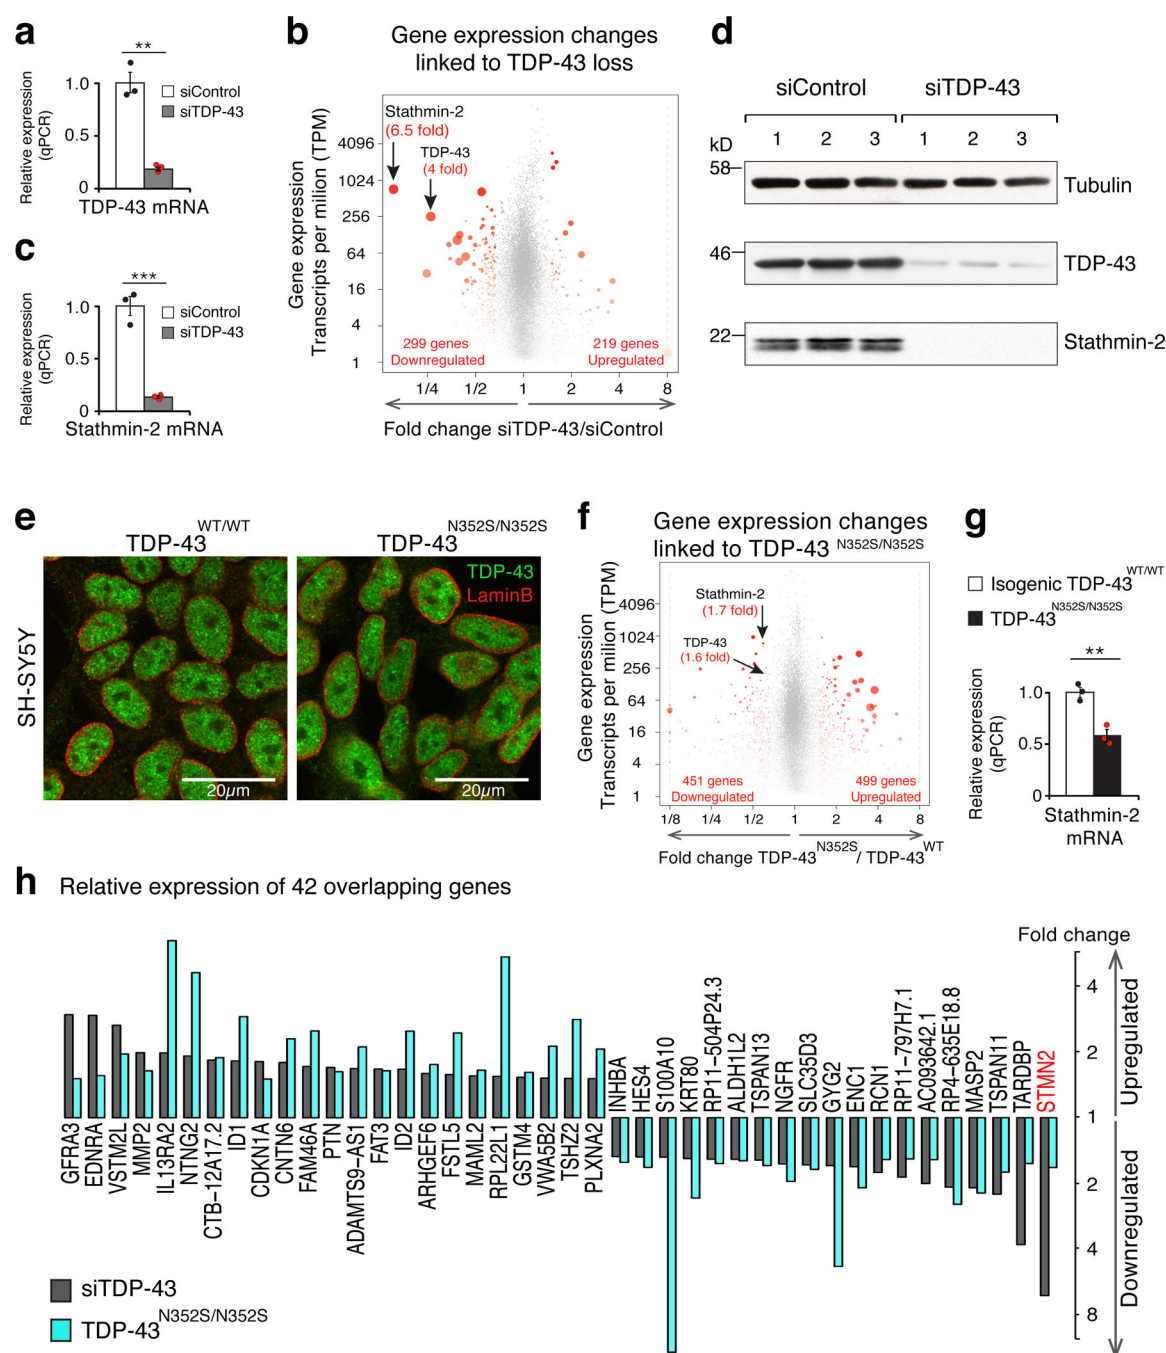 a
**
Relative expression
(qPCR)
1.0
0.5
0
siControl
siTDP-43
TDP-43 mRNA
b
Gene expression changes
linked to TDP-43 loss
Gene expression
Transcripts per milion (TPM)
4096
1024
256
64
16
4
1
Stathmin-2
(6.5 fold)
TDP-43
(4 fold)
299 genes
Downregulated
219 genes
Upregulated
1/4 1/2 1 2 4 8
Fold change siTDP-43/siControl
c
***
Relative expression
(qPCR)
1.0
0.5
0
siControl
siTDP-43
Stathmin-2 mRNA
d
siControl siTDP-43
kD 1 2 3 1 2 3
58 Tubulin
46 TDP-43
22 Stathmin-2
e
TDP-43 WT/WT
TDP-43 N352S/N352S
SH-SY5Y
TDP-43
LaminB
20µm
20µm
f
Gene expression changes
linked to TDP-43 N352S/N352S
Gene expression
Transcripts per milion (TPM)
4096
1024
256
64
16
4
1
Stathmin-2
(1.7 fold)
TDP-43
(1.6 fold)
451 genes
Downregulated
499 genes
Upregulated
1/8 1/4 1/2 1 2 4 8
Fold change TDP-43 N352S / TDP-43 WT
g
Isogenic TDP-43 WT/WT
TDP-43 N352S/N352S
**
Relative expression
(qPCR)
1.0
0.5
0
Stathmin-2
mRNA
h Relative expression of 42 overlapping genes
Fold change
4
2
1
2
4
8
Upregulated
Downregulated
GFRA3
EDNRA
VSTM2L
MMP2
IL13RA2
NTNG2
CTB-12A17.2
ID1
CDKN1A
CNTN6
FAM46A
PTN
ADAMTS9-AS1
FAT3
ID2
ARHGEF6
FSTL5
MAML2
RPL22L1
GSTM4
VWA5B2
TSHZ2
PLXNA2
INHBA
HES4
S100A10
KRT80
RP11-504P24.3
ALDH1L2
TSPAN13
NGFR
SLC35D3
GYG2
ENC1
RCN1
RP11-797H7.1
AC093642.1
RP4-635E18.8
MASP2
TSPAN11
TARDBP
STMN2
siTDP-43
TDP-43 N352S/N352S